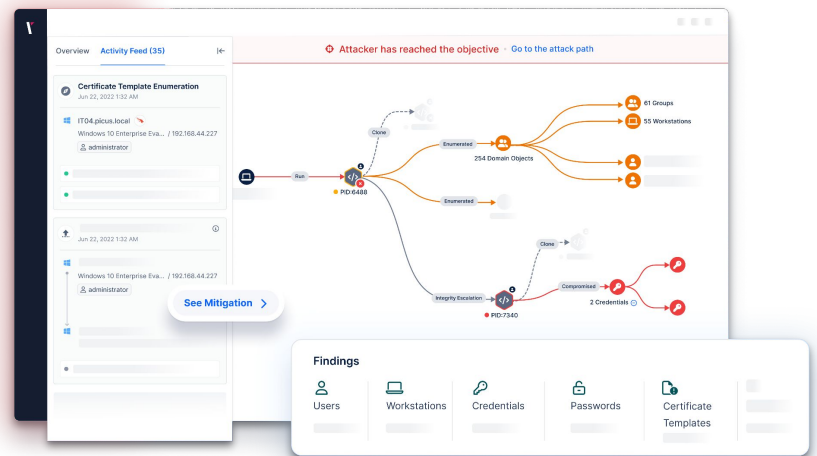 Attacker has reached the objective · Go to the attack path
Overview
Activity Feed (35)
Certificate Template Enumeration
Jun 22, 2022 1:32 AM
IT04.picus.local
Windows 10 Enterprise Eva... / 192.168.44.227
administrator
Jun 22, 2022 1:32 AM
Windows 10 Enterprise Eva... / 192.168.44.227
administrator
See Mitigation
Run
PID:6488
Clone
Enumerated
254 Domain Objects
61 Groups
55 Workstations
Enumerated
Integrity Escalation
PID:7340
Clone
Compromised
2 Credentials
Findings
Users
Workstations
Credentials
Passwords
Certificate
Templates